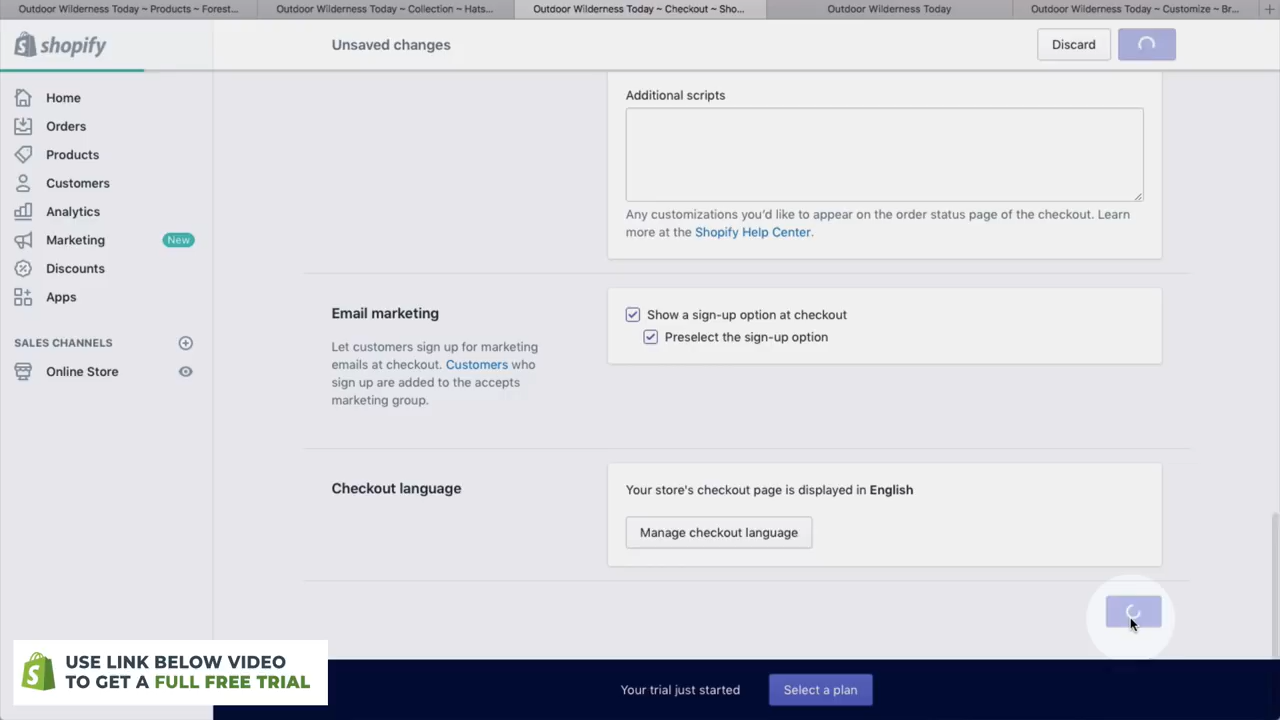 Outdoor Wilderness Today ~ Products ~ Forest...
Outdoor Wilderness Today ~ Collection ~ Hats...
Outdoor Wilderness Today ~ Checkout ~ Sho...
Outdoor Wilderness Today
Outdoor Wilderness Today ~ Customize ~ Br...
shopify
Unsaved changes
Discard
Home
Orders
Products
Customers
Analytics
Marketing
New
Discounts
Apps
SALES CHANNELS
Online Store
Additional scripts
Any customizations you'd like to appear on the order status page of the checkout. Learn
more at the Shopify Help Center.
Email marketing
Let customers sign up for marketing
emails at checkout. Customers who
sign up are added to the accepts
marketing group.
Show a sign-up option at checkout
Preselect the sign-up option
Checkout language
Your store's checkout page is displayed in English
Manage checkout language
USE LINK BELOW VIDEO
TO GET A FULL FREE TRIAL
Your trial just started
Select a plan